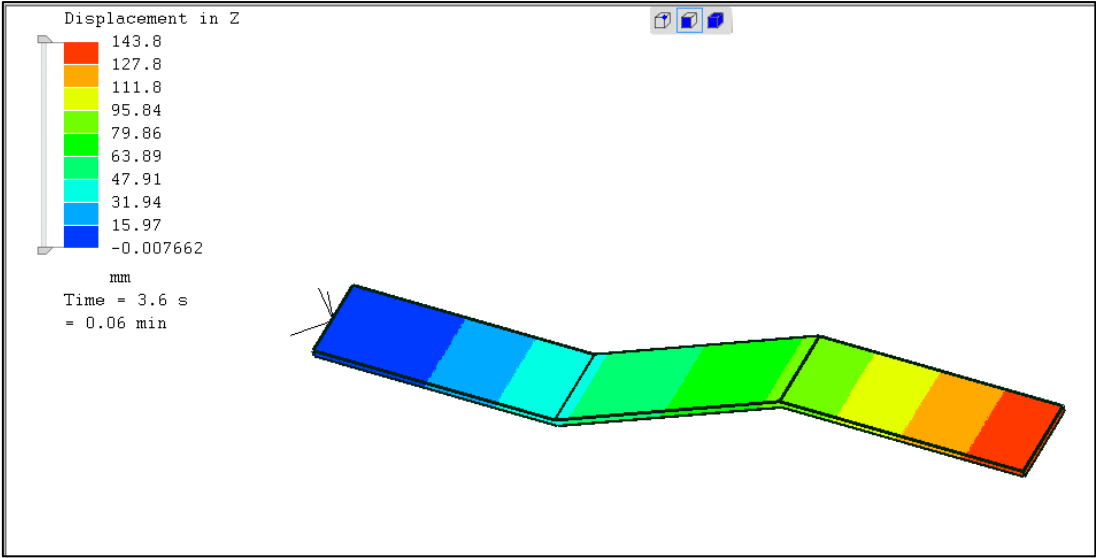 Displacement in Z
143.8
127.8
111.8
95.84
79.86
63.89
47.91
31.94
15.97
-0.007662
mm
Time = 3.6 s
= 0.06 min